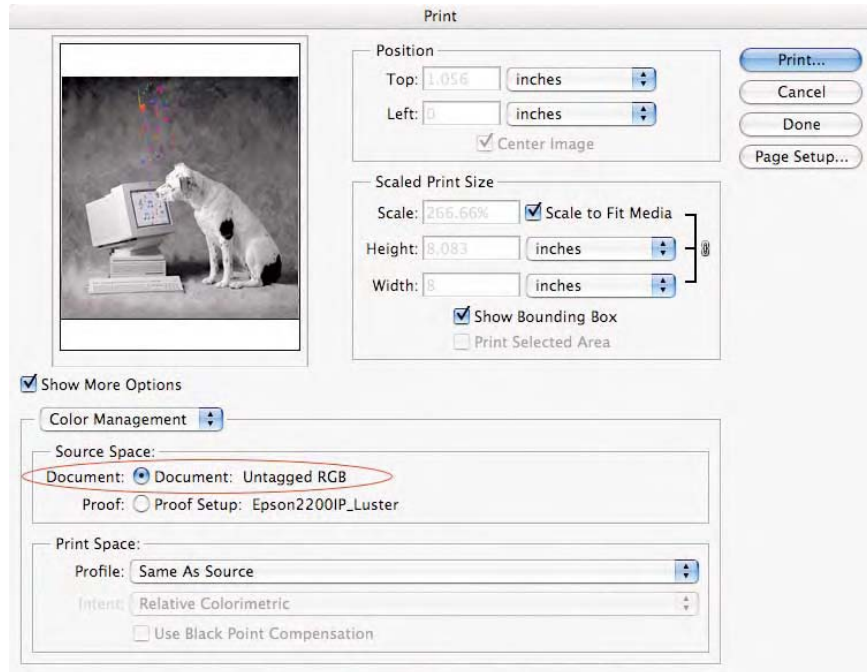 Print
Position
Top: 1.056 inches
Left: 0 inches
Center Image
Scaled Print Size
Scale: 266.66% Scale to Fit Media
Height: 8.083 inches
Width: 8 inches
Show Bounding Box
Print Selected Area
Print...
Cancel
Done
Page Setup...
Show More Options
Color Management
Source Space:
Document: Document: Untagged RGB
Proof: Proof Setup: Epson2200IP_Luster
Print Space:
Profile: Same As Source
Intent: Relative Colorimetric
Use Black Point Compensation